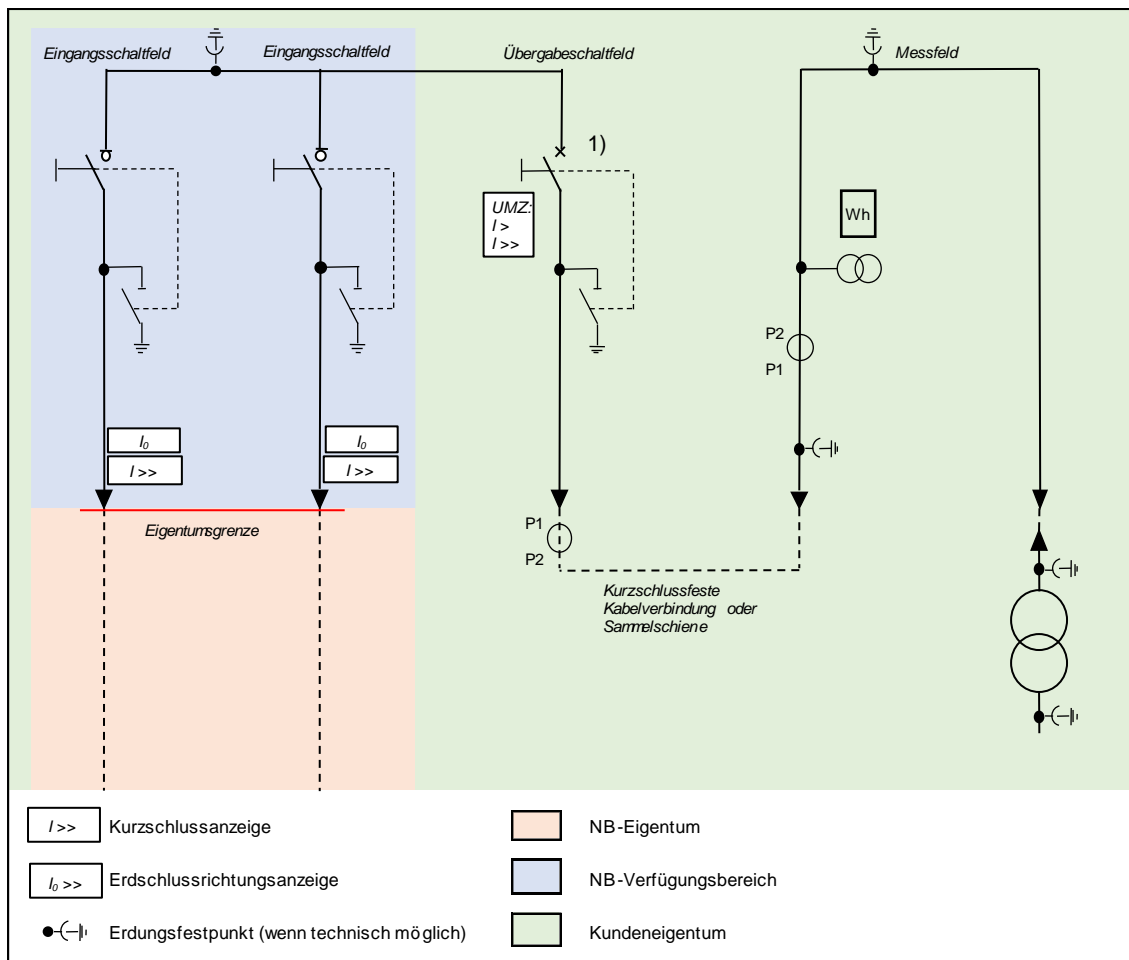 Eingangsschaltfeld
Eingangsschaltfeld
Übergabeschaltfeld
Messfeld
1)
UMZ:
I >
I >>
Wh
P2
P1
I0
I >>
I0
I >>
Eigentumsgrenze
P1
P2
Kurzschlussfeste
Kabelverbindung oder
Sammelschiene
I >> Kurzschlussanzeige
NB-Eigentum
I0 >> Erdschlussrichtungsanzeige
NB-Verfügungsbereich
Erdungsfestpunkt (wenn technisch möglich)
Kundeneigentum